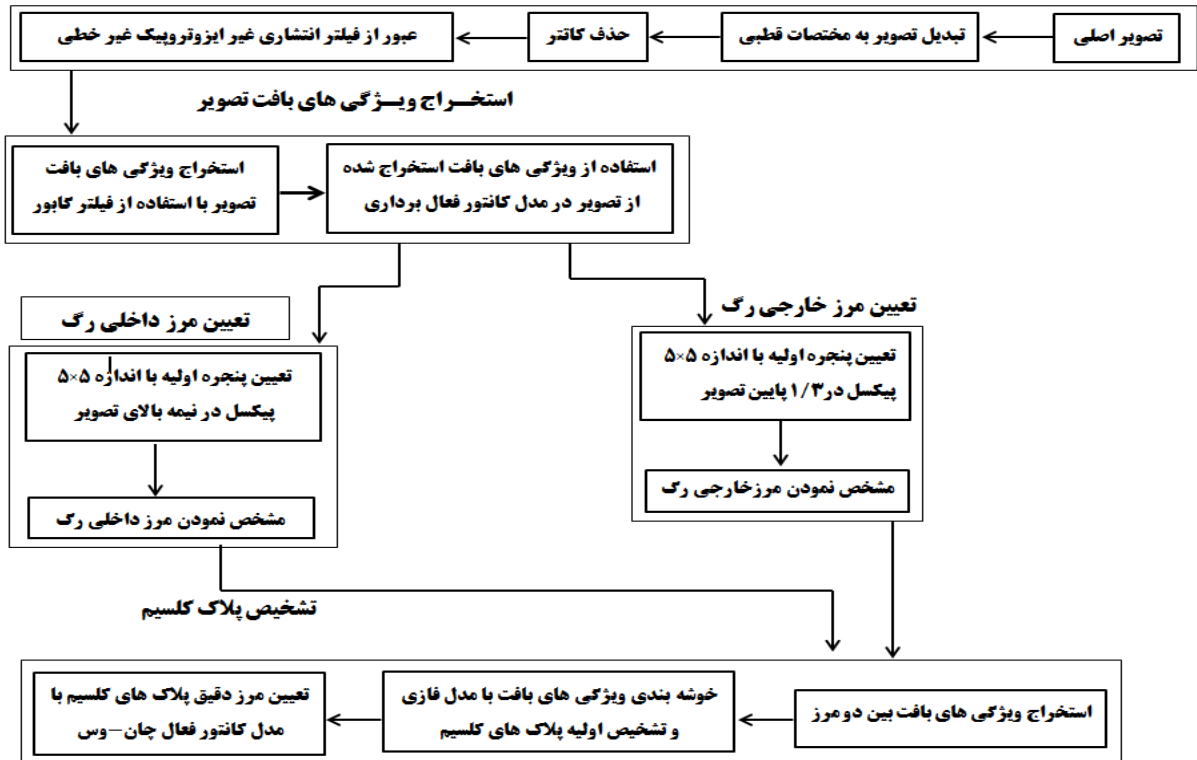 تصویر اصلی
تبدیل تصویر به مختصات قطبی
حذف کاتتر
عبور از فیلتر انتشاری غیر ایزوتروپیک غیر خطی
استخـــراج ویـــژگی های بافت تصویر
استخراج ویژگی های بافت
تصویر با استفاده از فیلتر گابور
استفاده از ویژگی های بافت استخراج شده
از تصویر در مدل کانتور فعال برداری
تعیین مرز خارجی رگ
تعیین پنجره اولیه با اندازه ۵×۵
پیکسل در ۱/۳ پایین تصویر
مشخص نمودن مرزخارجی رگ
تعیین مرز داخلی رگ
تعیین پنجره اولیه با اندازه ۵×۵
پیکسل در نیمه بالای تصویر
مشخص نمودن مرز داخلی رگ
تشخیص پلاک کلسیم
استخراج ویژگی های بافت بین دو مرز
خوشه بندی ویژگی های بافت با مدل فازی
و تشخیص اولیه پلاک های کلسیم
تعیین مرز دقیق پلاک های کلسیم با
مدل کانتور فعال چان–وس